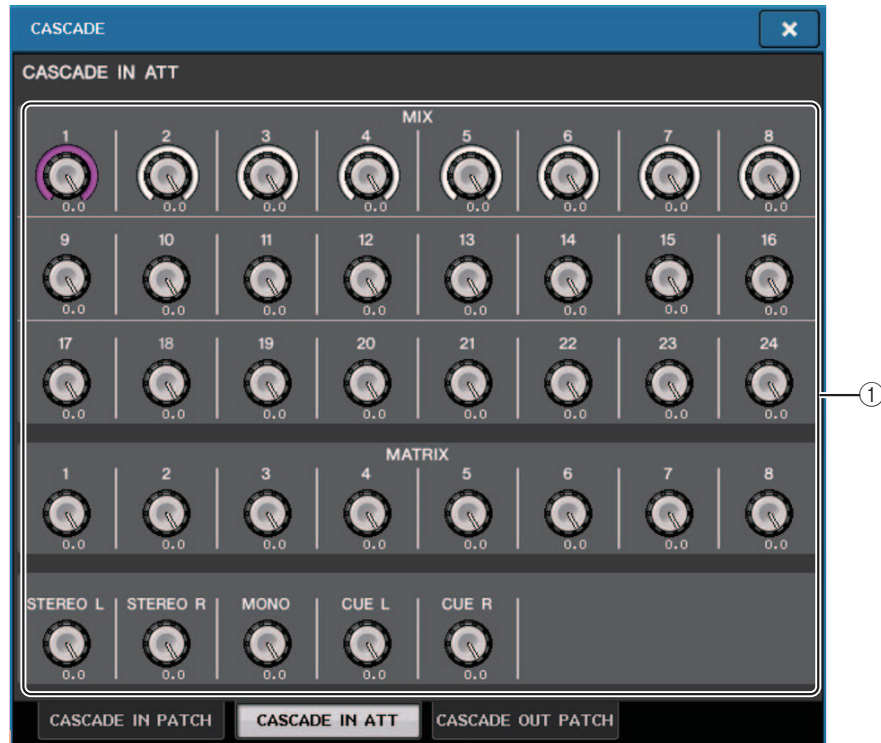 CASCADE
CASCADE IN ATT
MIX
1 2 3 4 5 6 7 8
0.0 0.0 0.0 0.0 0.0 0.0 0.0 0.0
9 10 11 12 13 14 15 16
0.0 0.0 0.0 0.0 0.0 0.0 0.0 0.0
17 18 19 20 21 22 23 24
0.0 0.0 0.0 0.0 0.0 0.0 0.0 0.0
①
MATRIX
1 2 3 4 5 6 7 8
0.0 0.0 0.0 0.0 0.0 0.0 0.0 0.0
STEREO L STEREO R MONO CUE L CUE R
0.0 0.0 0.0 0.0 0.0
CASCADE IN PATCH CASCADE IN ATT CASCADE OUT PATCH